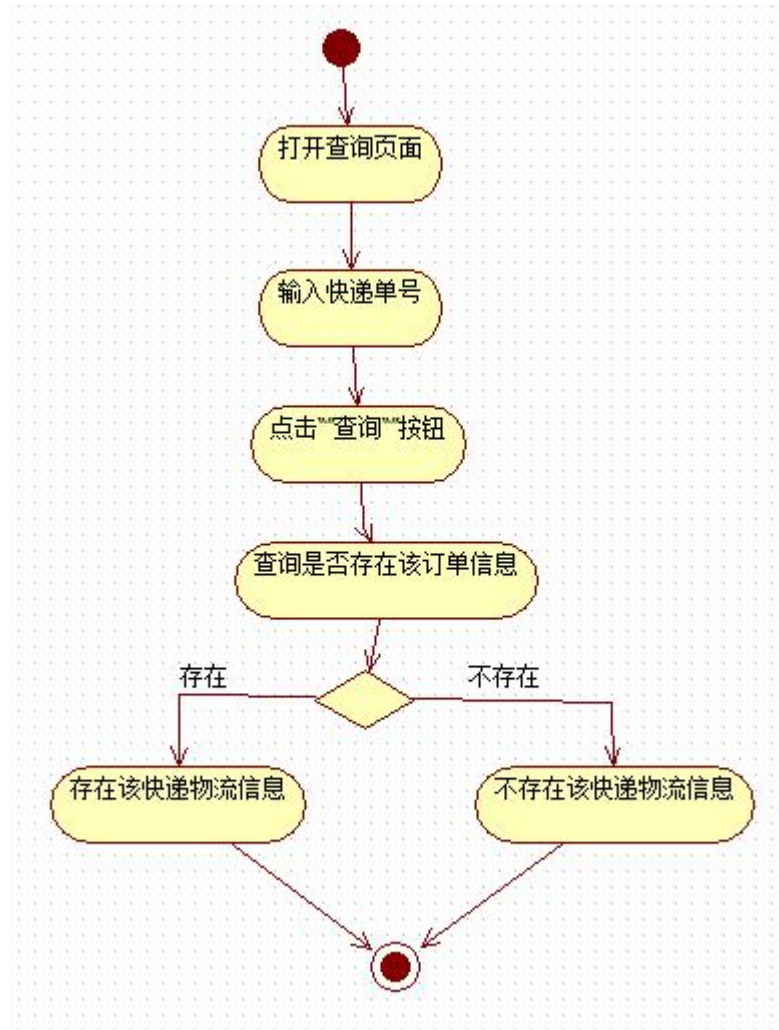 打开查询页面
输入快递单号
点击""查询""按钮
查询是否存在该订单信息
存在
不存在
存在该快递物流信息
不存在该快递物流信息